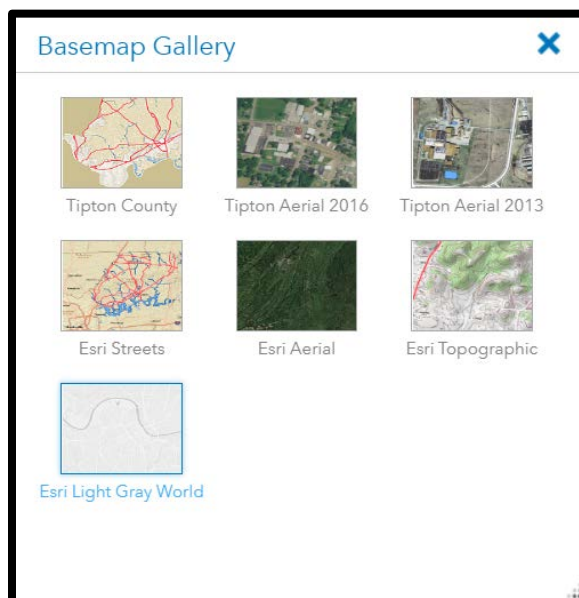 Basemap Gallery
Tipton County
Tipton Aerial 2016
Tipton Aerial 2013
Esri Streets
Esri Aerial
Esri Topographic
Esri Light Gray World